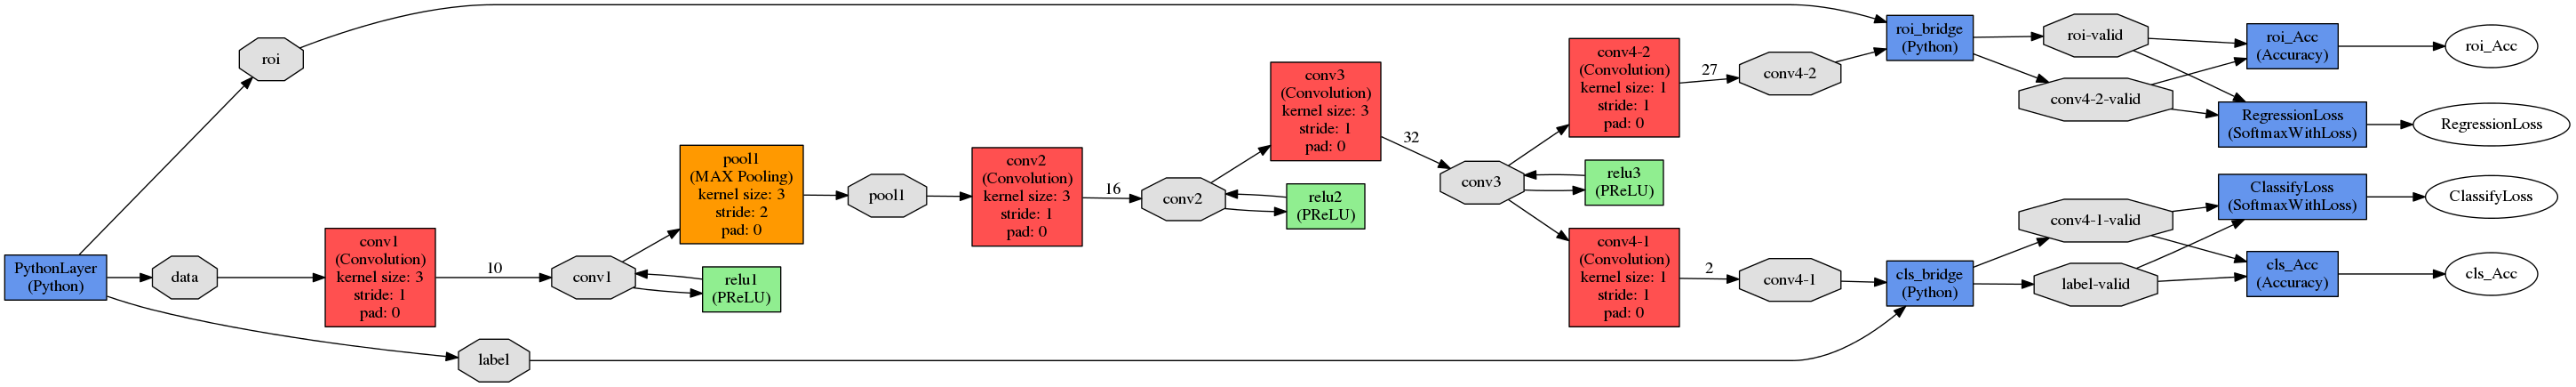 PythonLayer
(Python)
roi
data
label
conv1
(Convolution)
kernel size: 3
stride: 1
pad: 0
10
conv1
relu1
(PReLU)
pool1
(MAX Pooling)
kernel size: 3
stride: 2
pad: 0
pool1
conv2
(Convolution)
kernel size: 3
stride: 1
pad: 0
16
conv2
relu2
(PReLU)
conv3
(Convolution)
kernel size: 3
stride: 1
pad: 0
32
conv3
relu3
(PReLU)
conv4-2
(Convolution)
kernel size: 1
stride: 1
pad: 0
27
conv4-2
conv4-1
(Convolution)
kernel size: 1
stride: 1
pad: 0
2
conv4-1
roi_bridge
(Python)
cls_bridge
(Python)
roi-valid
conv4-2-valid
conv4-1-valid
label-valid
roi_Acc
(Accuracy)
roi_Acc
RegressionLoss
(SoftmaxWithLoss)
RegressionLoss
ClassifyLoss
(SoftmaxWithLoss)
ClassifyLoss
cls_Acc
(Accuracy)
cls_Acc